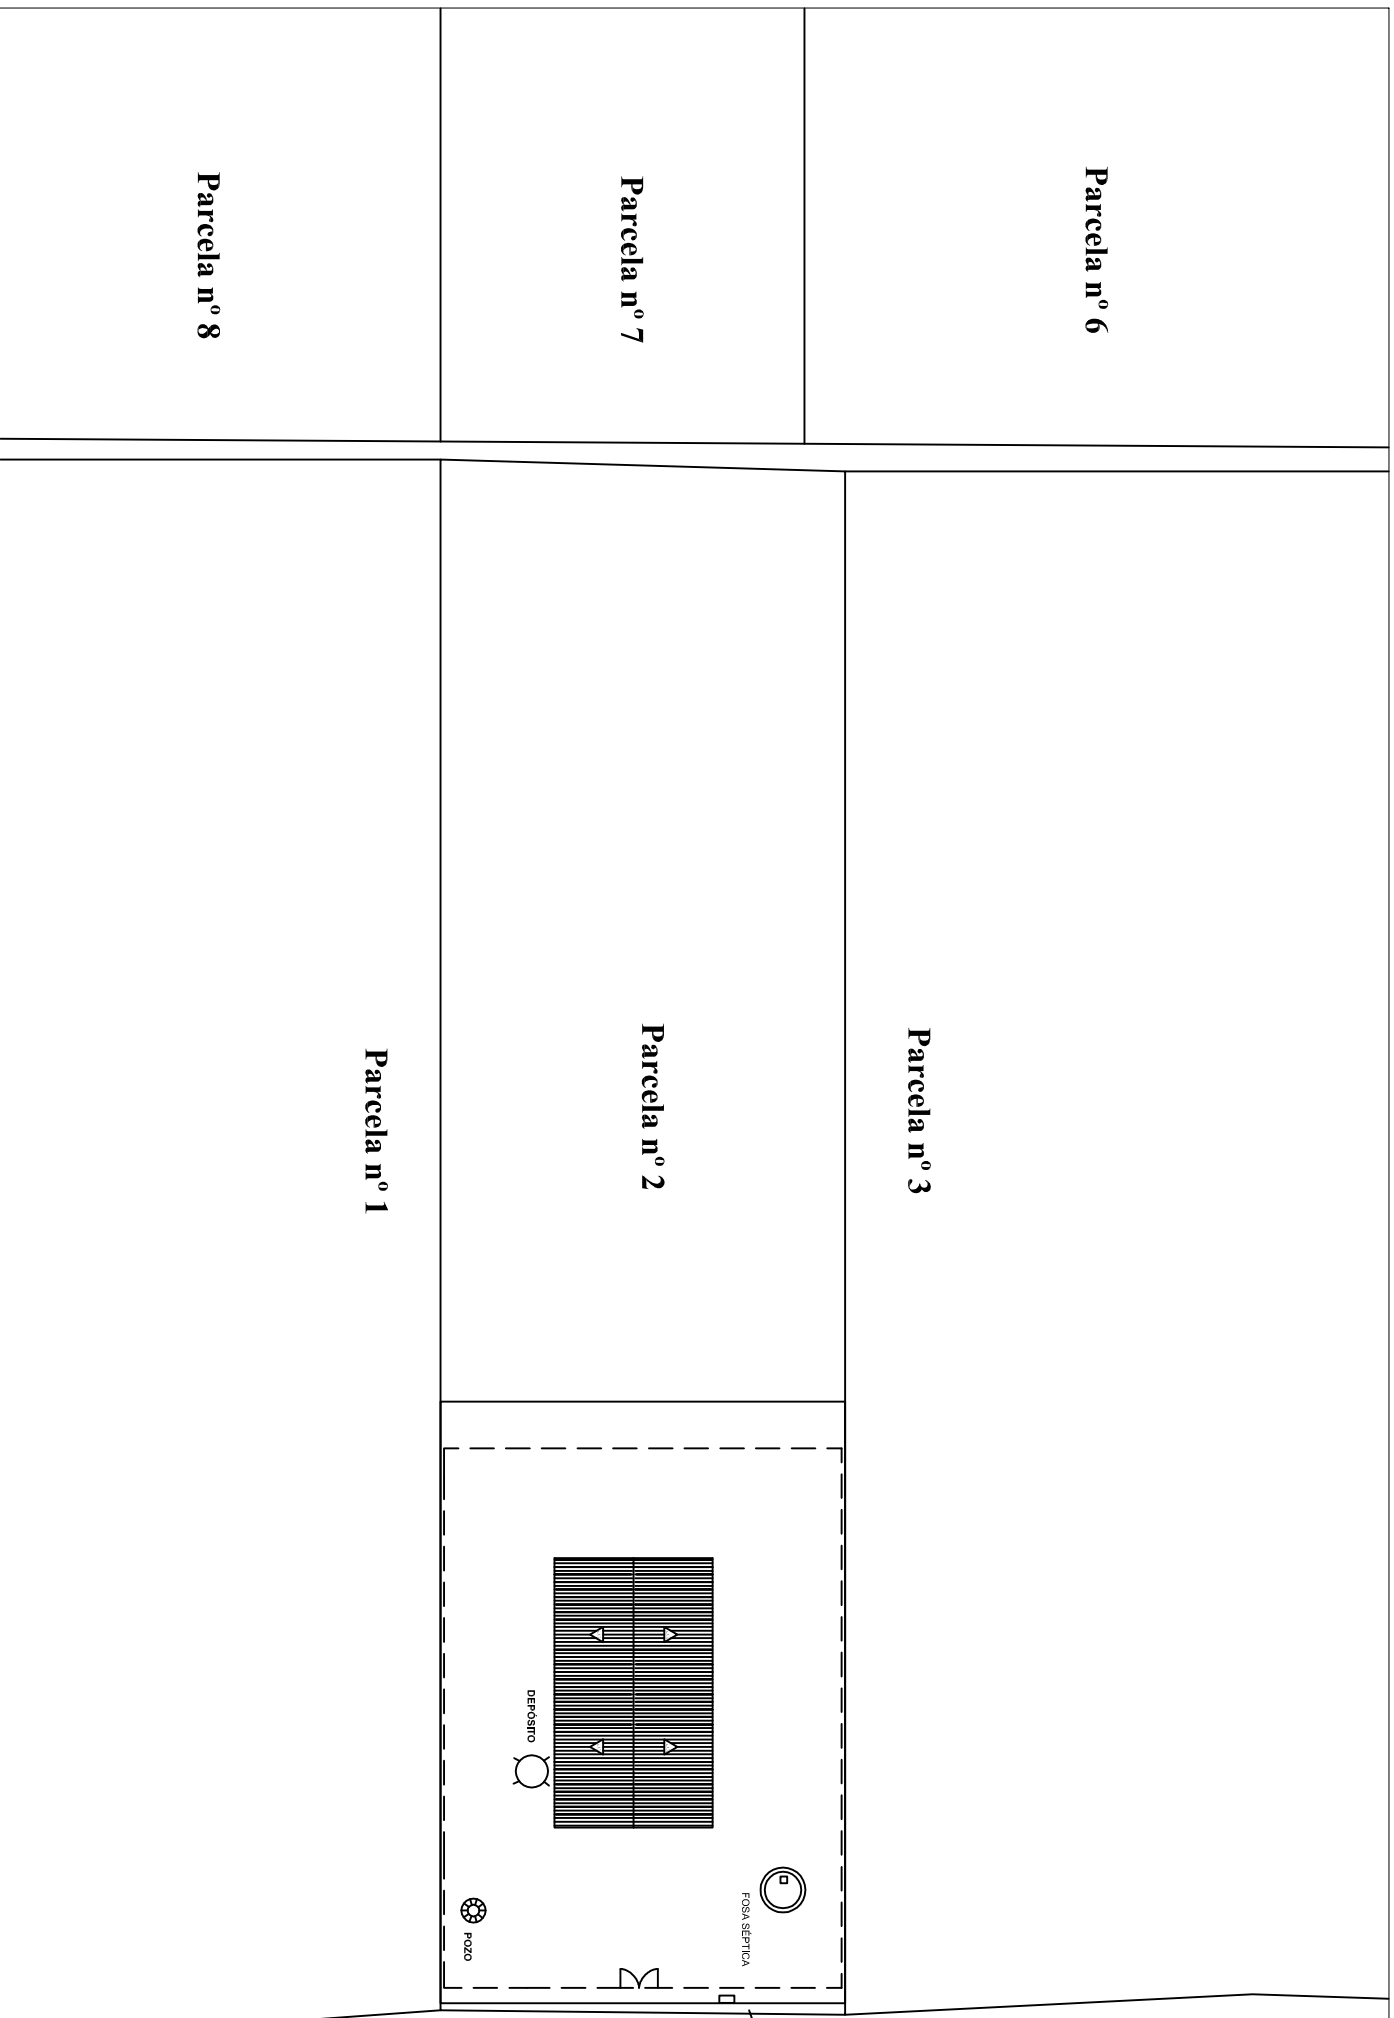 Parcela nº 8
Parcela nº 7
Parcela nº 6
Parcela nº 1
Parcela nº 2
Parcela nº 3
DEPÓSITO
POZO
FOSA SÉPTICA